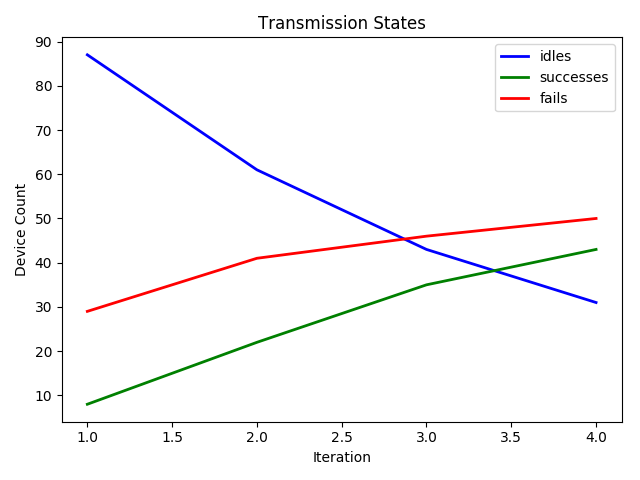 Transmission States
90
80
70
60
50
40
30
20
10
Device Count
idles
successes
fails
1.0 1.5 2.0 2.5 3.0 3.5 4.0
Iteration